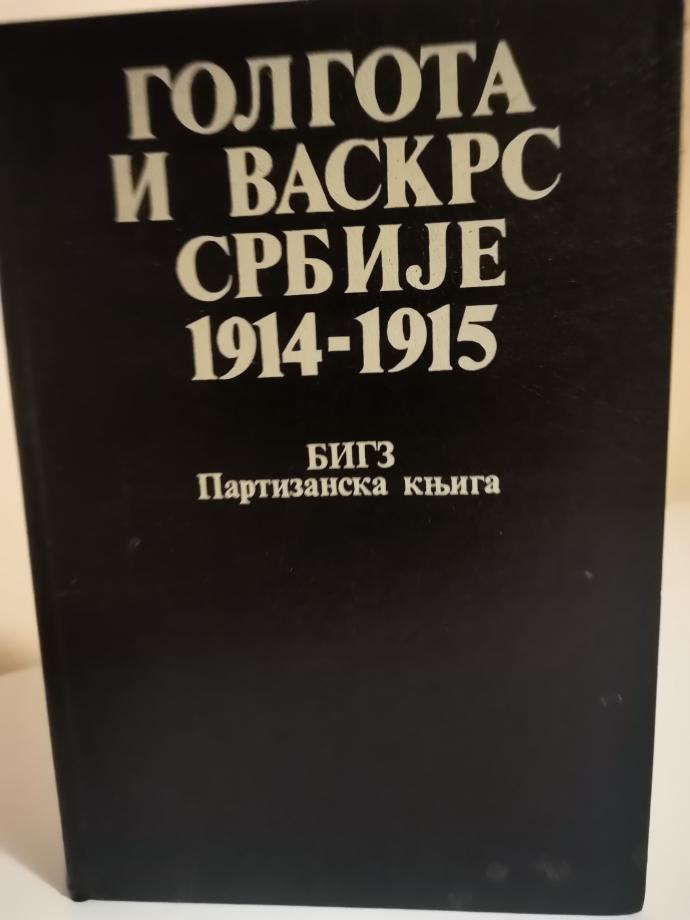 ГОЛГОТА
И ВАСКРС
СРБИЈЕ
1914-1915
БИГЗ
Партизанска књига